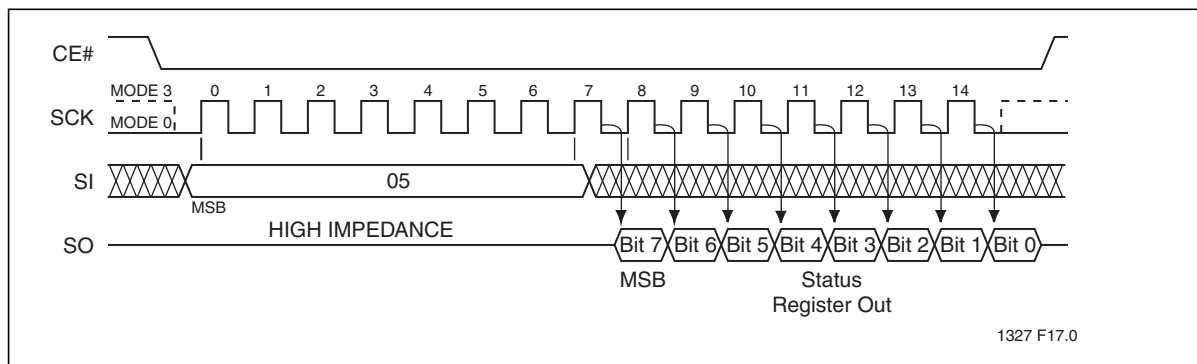 CE#
MODE 3 0 1 2 3 4 5 6 7 8 9 10 11 12 13 14
SCK
MODE 0
SI 05
MSB
HIGH IMPEDANCE
SO Bit 7 Bit 6 Bit 5 Bit 4 Bit 3 Bit 2 Bit 1 Bit 0
MSB Status
Register Out
1327 F17.0